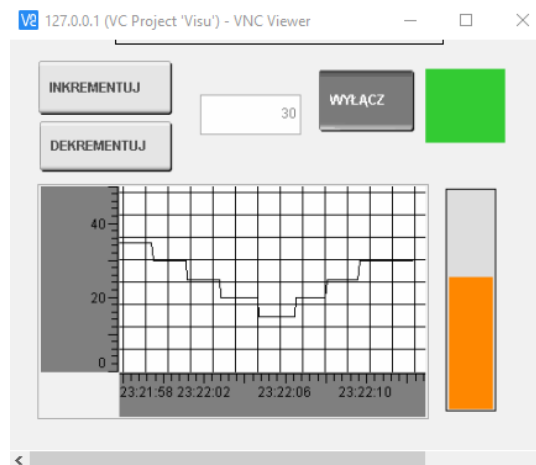 127.0.0.1 (VC Project 'Visu') - VNC Viewer
INKREMENTUJ
30
WYŁĄCZ
DEKREMENTUJ
40
20
0
23:21:58 23:22:02 23:22:06 23:22:10